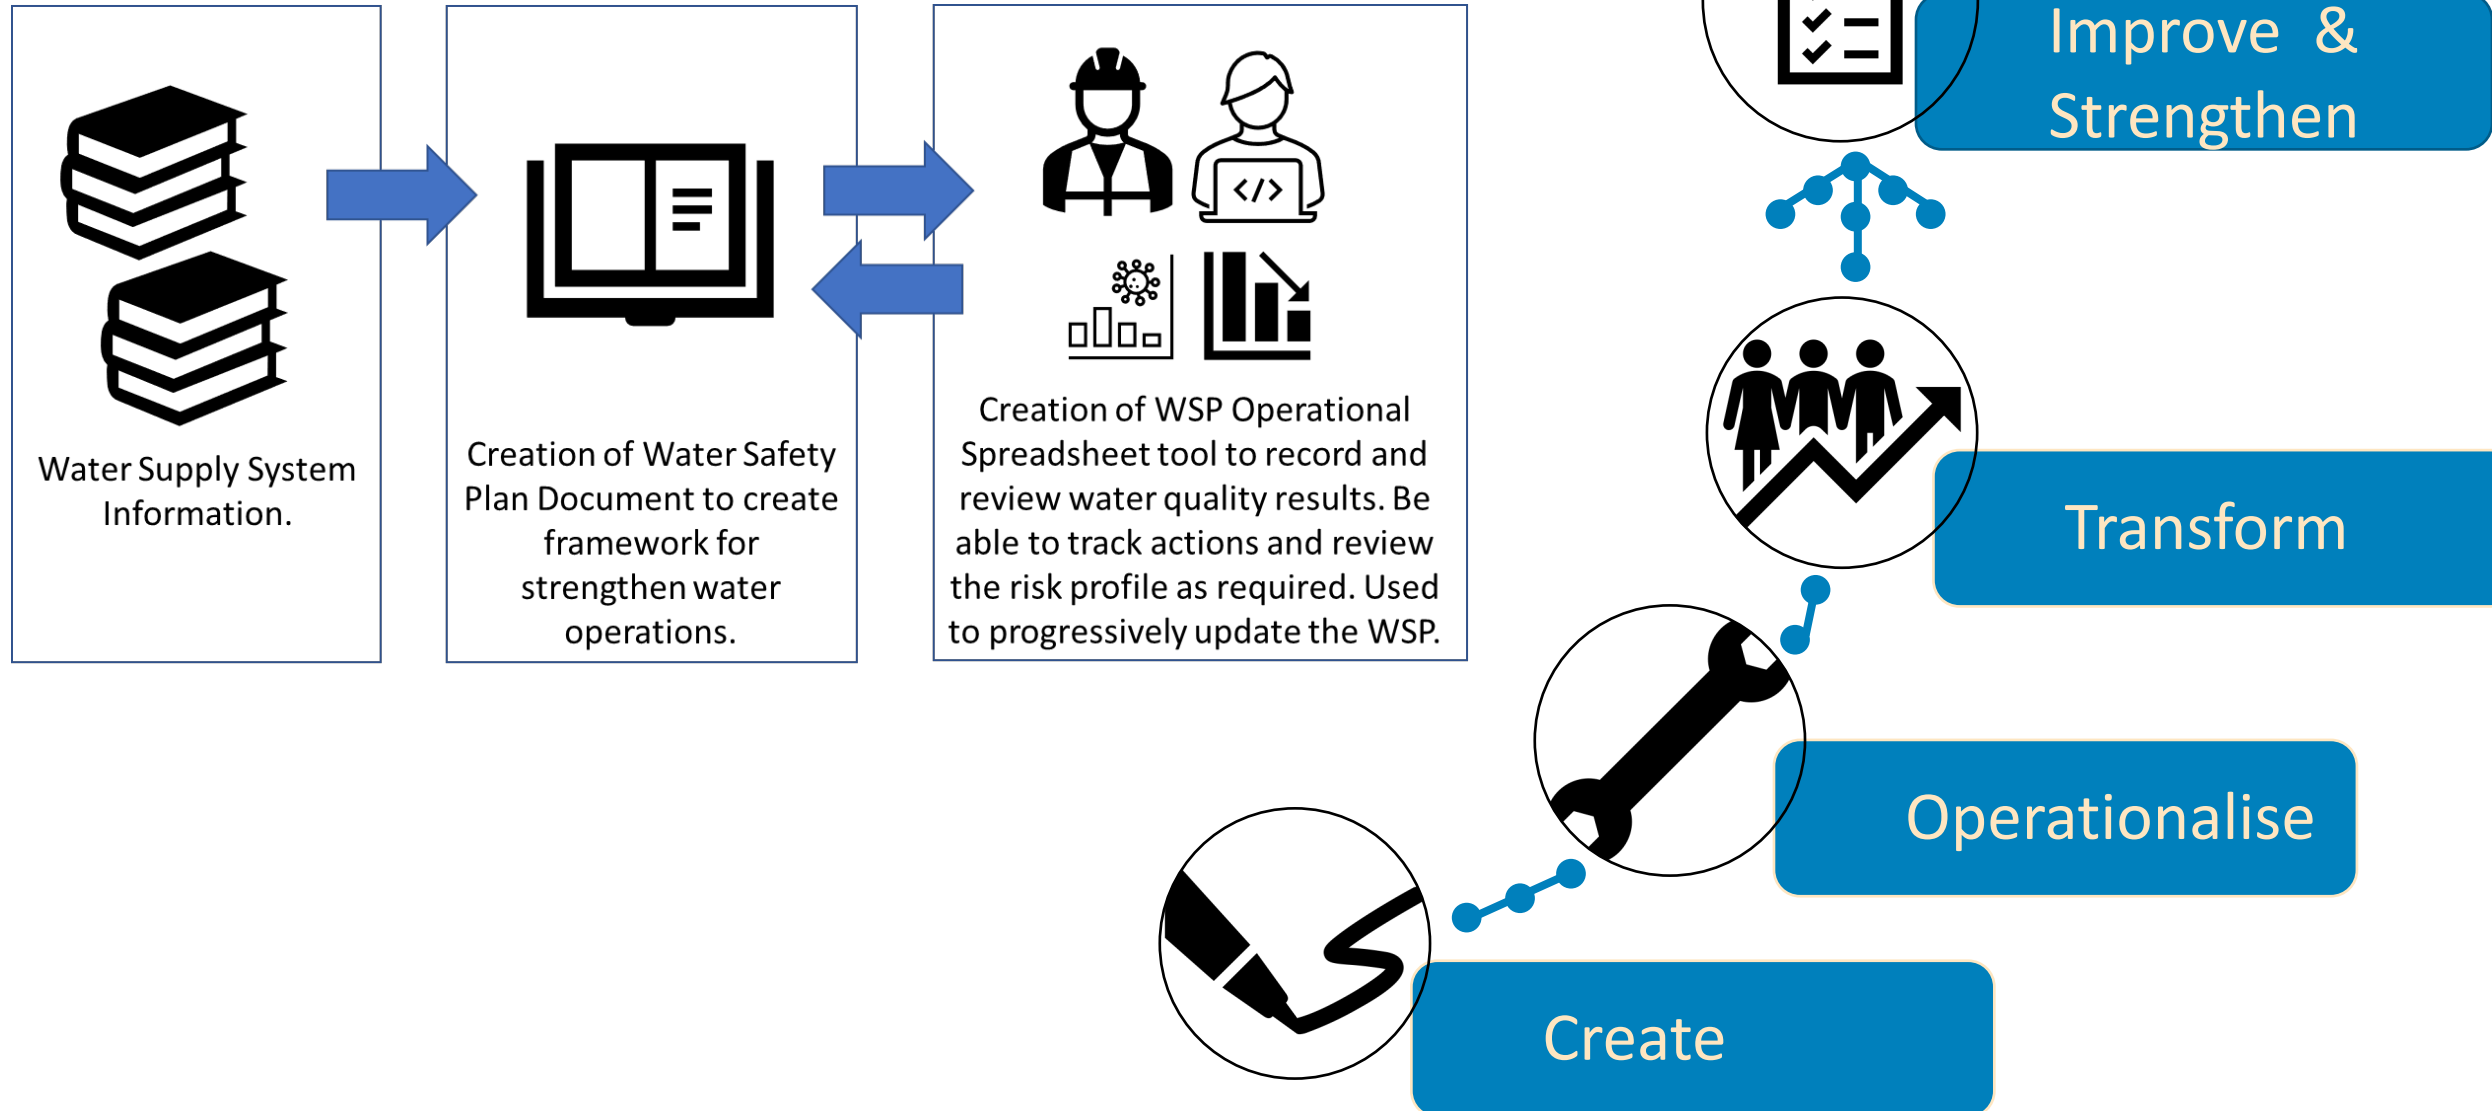 Water Supply System
Information.
Creation of Water Safety
Plan Document to create
framework for
strengthen water
operations.
</>
Creation of WSP Operational
Spreadsheet tool to record and
review water quality results. Be
able to track actions and review
the risk profile as required. Used
to progressively update the WSP.
Improve &
Strengthen
Transform
Operationalise
Create